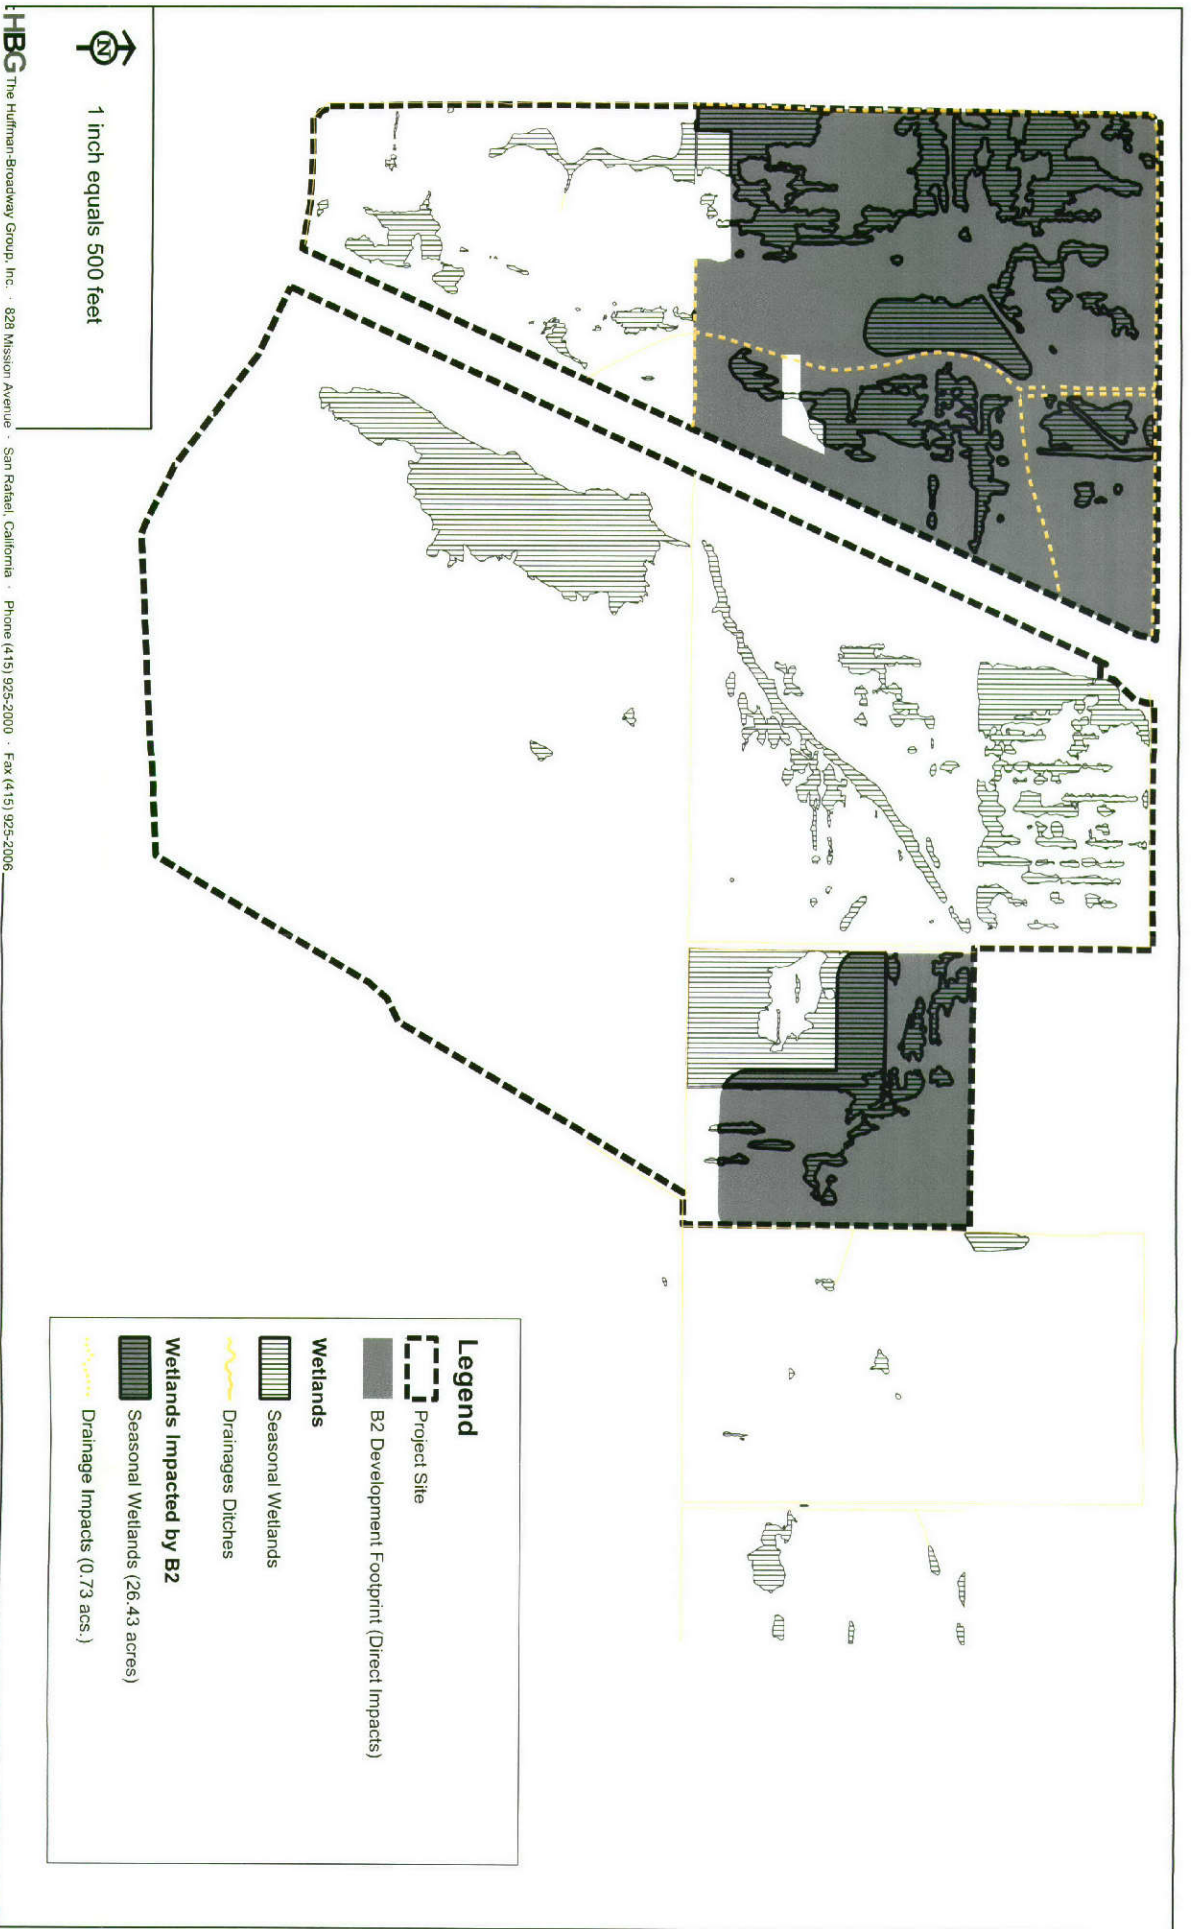 Legend
Project Site
B2 Development Footprint (Direct Impacts)
Wetlands
Seasonal Wetlands
Drainages Ditches
Wetlands Impacted by B2
Seasonal Wetlands (26.43 acres)
Drainage Impacts (0.73 acs.)
N
1 inch equals 500 feet
HBG The Huffman-Broadway Group, Inc. · 828 Mission Avenue · San Rafael, California · Phone (415) 925-2000 · Fax (415) 925-2006